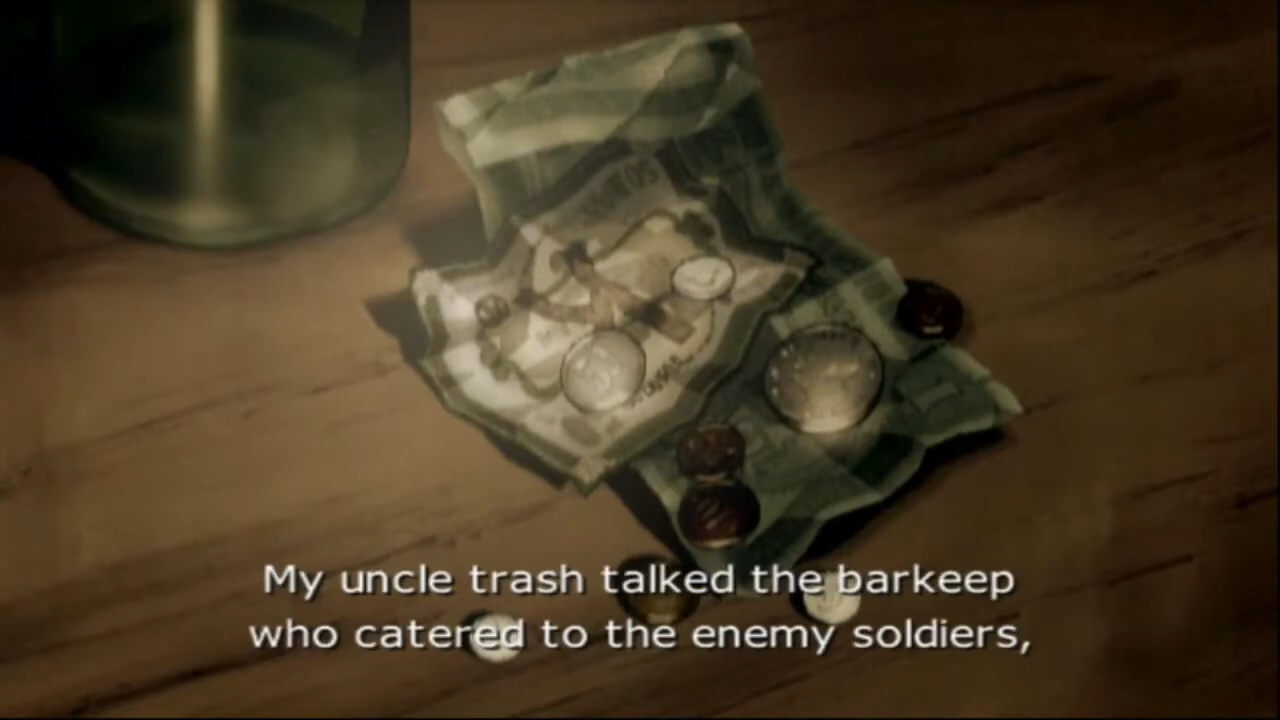 My uncle trash talked the barkeep
who catered to the enemy soldiers,